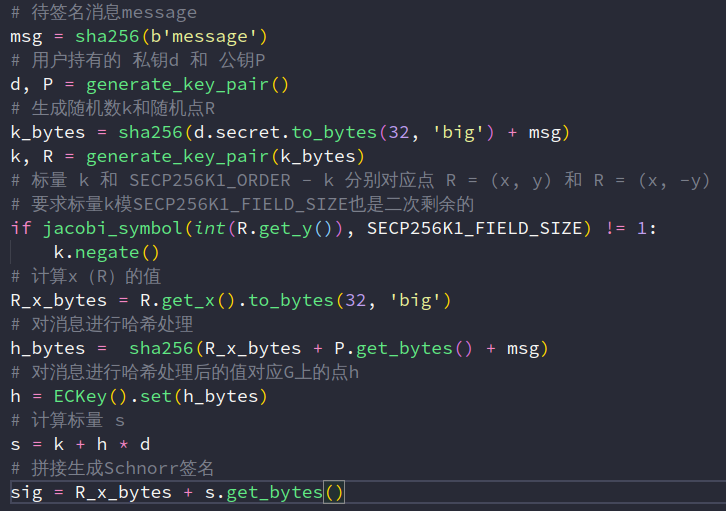 # 待签名消息message
msg = sha256(b'message')
# 用户持有的 私钥d 和 公钥P
d, P = generate_key_pair()
# 生成随机数k和随机点R
k_bytes = sha256(d.secret.to_bytes(32, 'big') + msg)
k, R = generate_key_pair(k_bytes)
# 标量 k 和 SECP256K1_ORDER - k 分别对应点 R = (x, y) 和 R = (x, -y)
# 要求标量k模SECP256K1_FIELD_SIZE也是二次剩余的
if jacobi_symbol(int(R.get_y()), SECP256K1_FIELD_SIZE) != 1:
    k.negate()
# 计算x（R）的值
R_x_bytes = R.get_x().to_bytes(32, 'big')
# 对消息进行哈希处理
h_bytes =  sha256(R_x_bytes + P.get_bytes() + msg)
# 对消息进行哈希处理后的值对应G上的点h
h = ECKey().set(h_bytes)
# 计算标量 s
s = k + h * d
# 拼接生成Schnorr签名
sig = R_x_bytes + s.get_bytes()